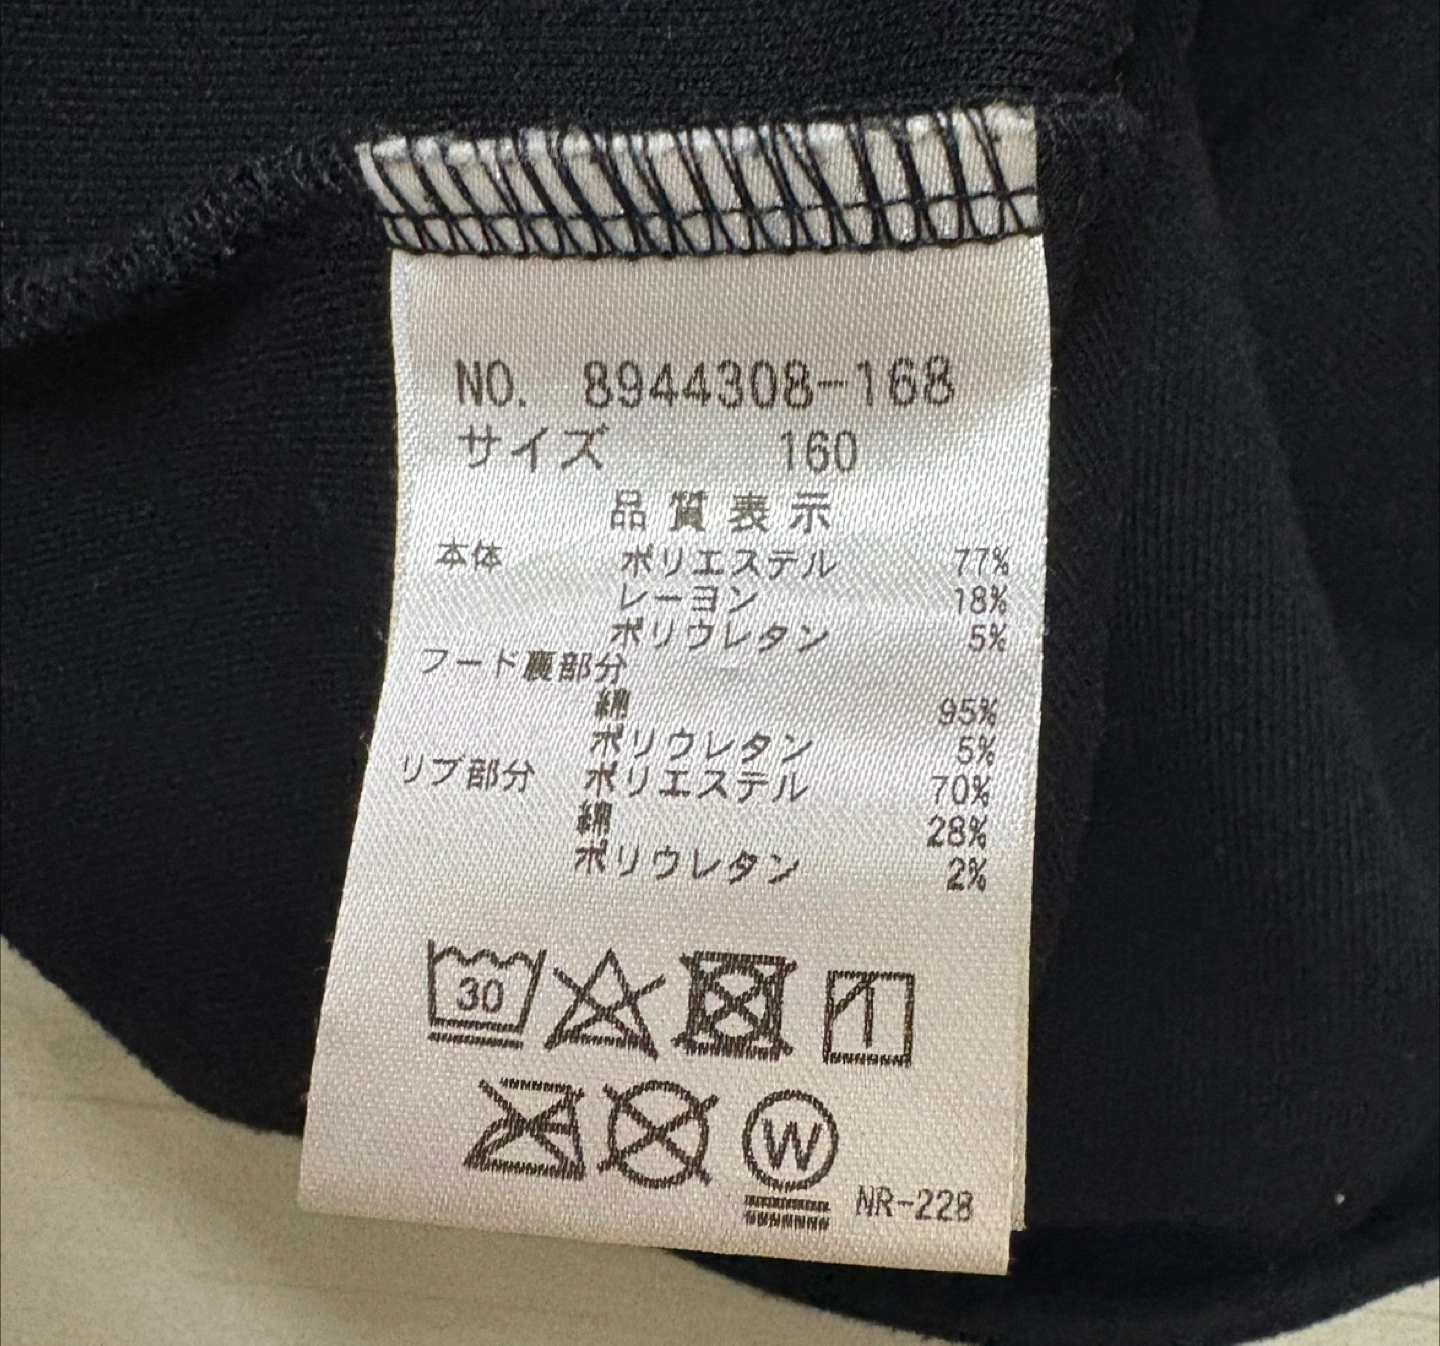 NO. 8944308-168
サイズ 160
品質表示
本体 ポリエステル 77%
レーヨン 18%
ポリウレタン 5%
フード裏部分
綿 95%
ポリウレタン 5%
リブ部分 ポリエステル 70%
綿 28%
ポリウレタン 2%
30
W
NR-228